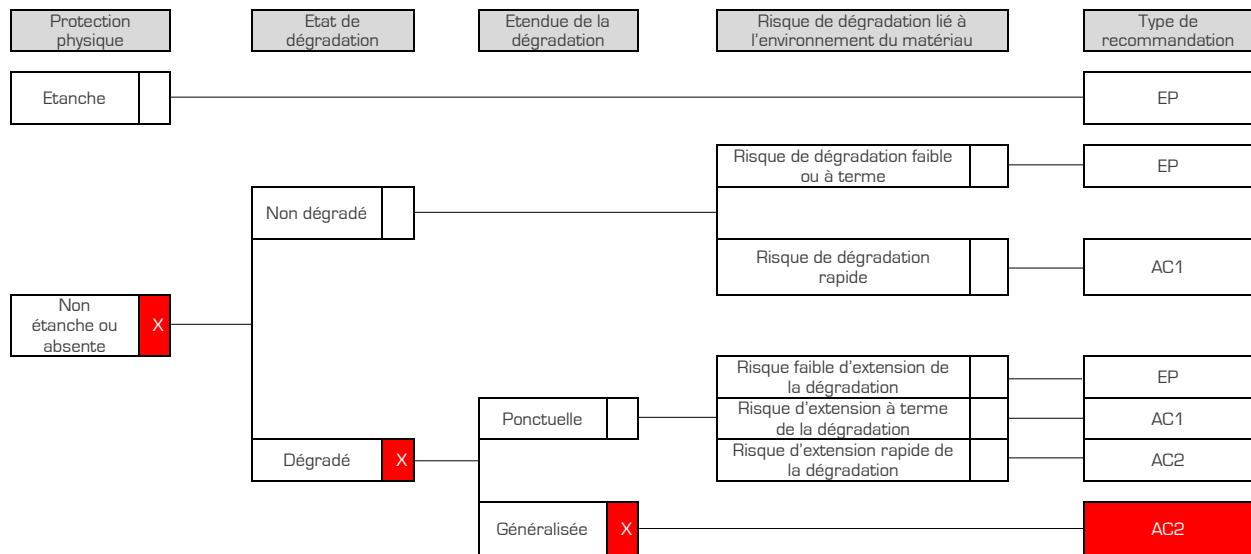 Protection
physique
Etat de
dégradation
Etendue de la
dégradation
Risque de dégradation lié à
l'environnement du matériau
Type de
recommandation
Etanche
EP
Risque de dégradation faible
ou à terme
EP
Non dégradé
Risque de dégradation
rapide
AC1
Non
étanche ou
absente
X
Risque faible d'extension de
la dégradation
EP
Ponctuelle
Risque d'extension à terme
de la dégradation
AC1
Dégradé
X
Risque d'extension rapide de
la dégradation
AC2
Généralisée
X
AC2